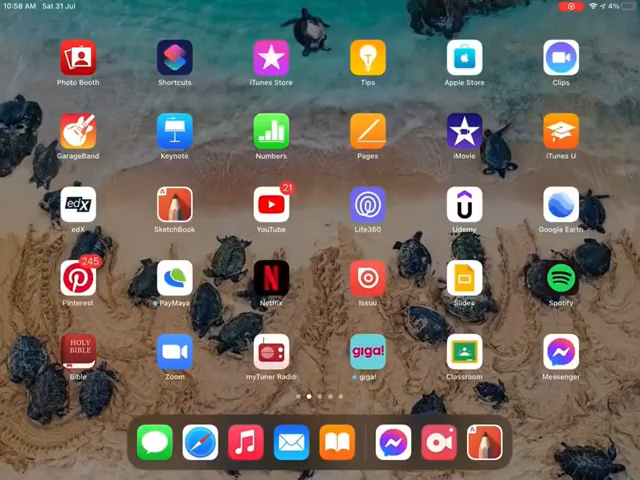 10:58 AM Sat 31 Jul 4%
Photo Booth Shortcuts iTunes Store Tips Apple Store Clips
GarageBand Keynote Numbers Pages iMovie iTunes U
edX
21
edX SketchBook YouTube Life360 Udemy Google Earth
245
Pinterest PayMaya Netflix Issuu Slides Spotify
HOLY
BIBLE
giga!
Bible Zoom myTuner Radio giga! Classroom Messenger